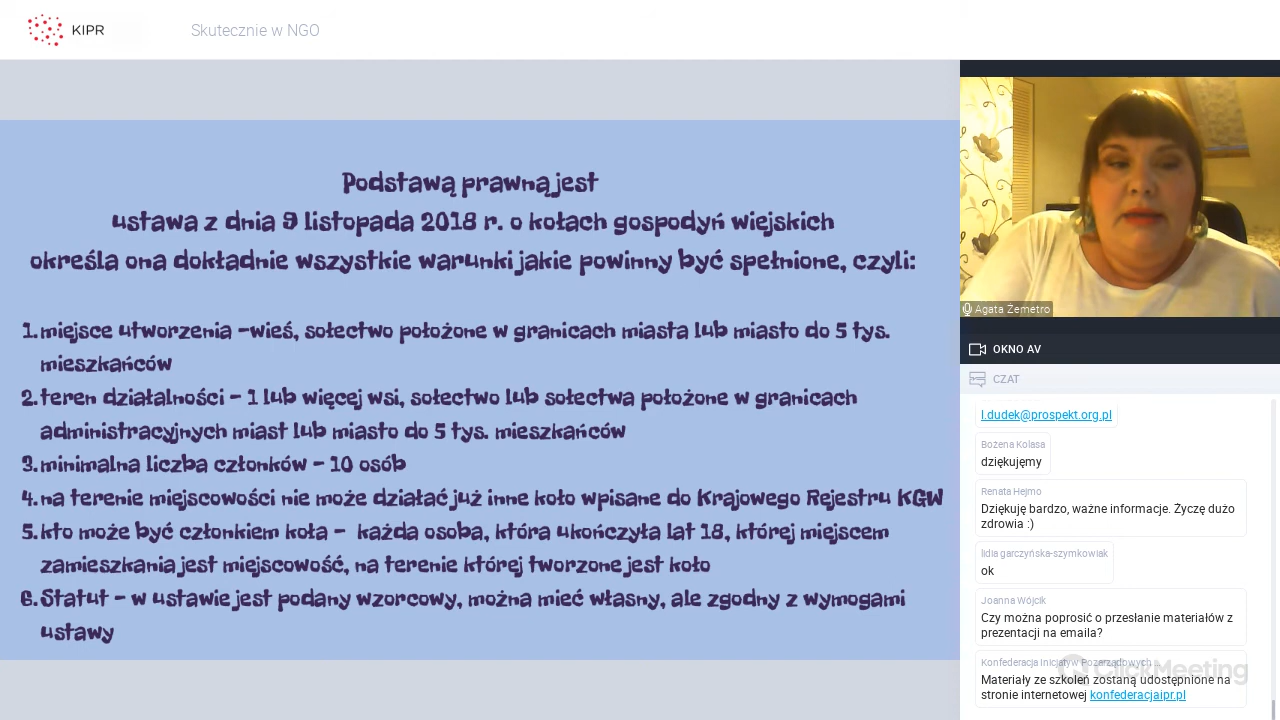 KIPR
Skutecznie w NGO
Podstawą prawną jest
ustawa z dnia 9 listopada 2018 r. o kołach gospodyń wiejskich
określa ona dokładnie wszystkie warunki jakie powinny być spełnione, czyli:
1. miejsce utworzenia -wieś, sołectwo położone w granicach miasta lub miasto do 5 tys.
mieszkańców
2. teren działalności - 1 lub więcej wsi, sołectwo lub sołectwa położone w granicach
administracyjnych miast lub miasto do 5 tys. mieszkańców
3. minimalna liczba członków - 10 osób
4. na terenie miejscowości nie może działać już inne koło wpisane do Krajowego Rejestru KGW
5. kto może być członkiem koła - każda osoba, która ukończyła lat 18, której miejscem
zamieszkania jest miejscowość, na terenie której tworzone jest koło
6. Statut - w ustawie jest podany wzorcowy, można mieć własny, ale zgodny z wymogami
ustawy
Agata Żemetro
OKNO AV
CZAT
l.dudek@prospekt.org.pl
Bożena Kolasa
dziękujęmy
Renata Hejmo
Dziękuję bardzo, ważne informacje. Życzę dużo
zdrowia :)
lidia garczyńska-szymkowiak
ok
Joanna Wójcik
Czy można poprosić o przesłanie materiałów z
prezentacji na emaila?
Konfederacja Inicjatyw Pozarządowych ...
Materiały ze szkoleń zostaną udostępnione na
stronie internetowej konfederacjaipr.pl
ClickMeeting